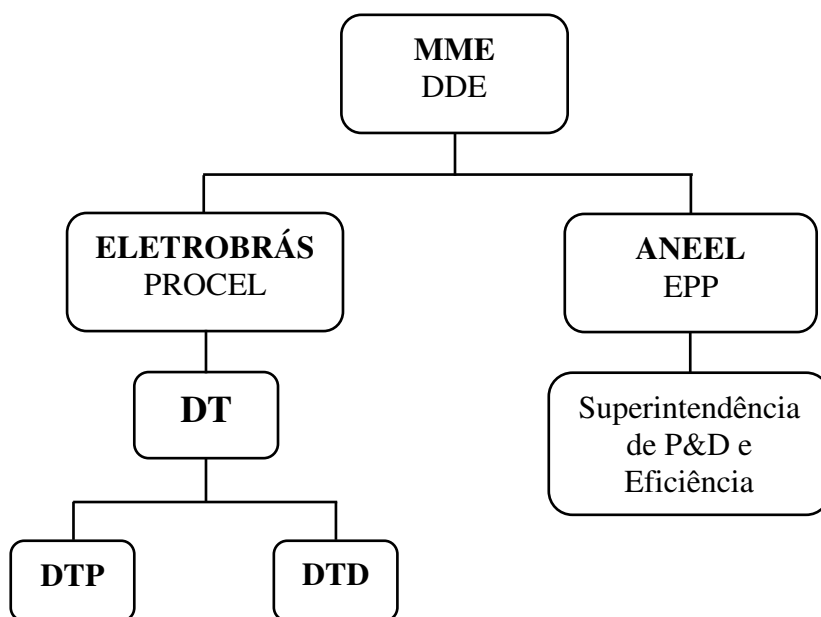 MME
DDE
ELETROBRÁS
PROCEL
ANEEL
EPP
DT
Superintendência
de P&D e
Eficiência
DTP
DTD